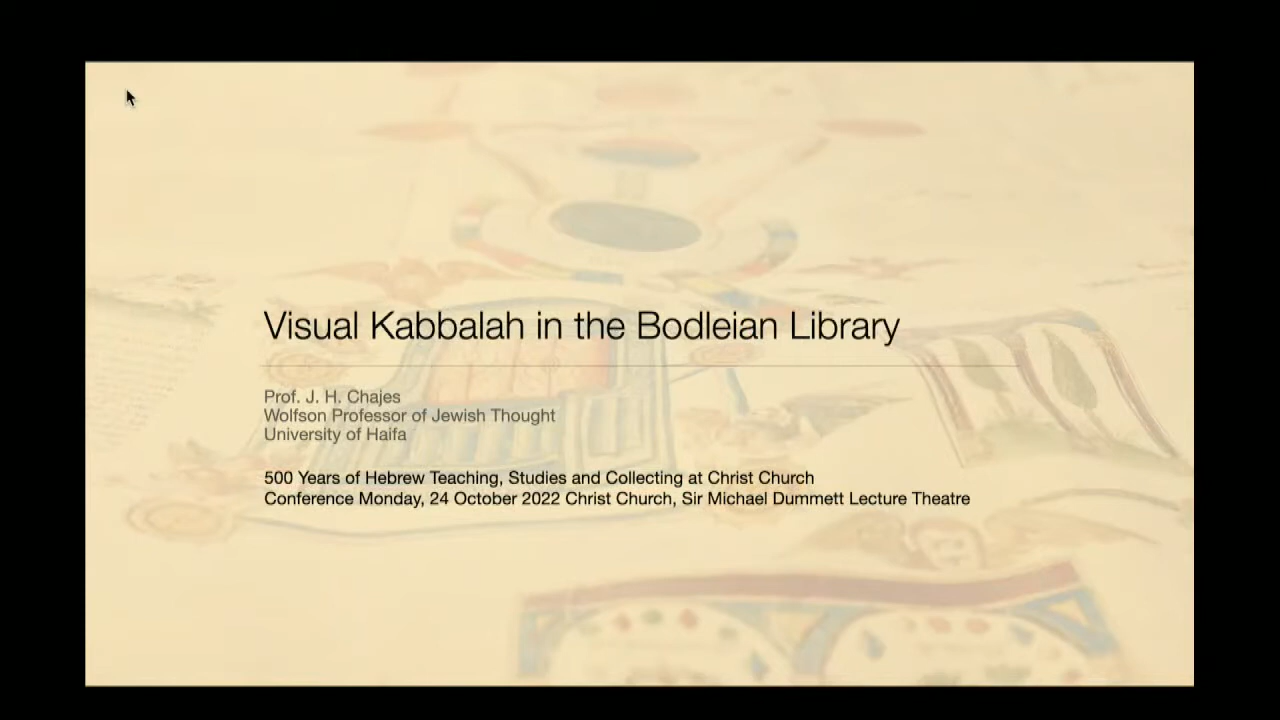 Visual Kabbalah in the Bodleian Library
Prof. J. H. Chajes
Wolfson Professor of Jewish Thought
University of Haifa
500 Years of Hebrew Teaching, Studies and Collecting at Christ Church
Conference Monday, 24 October 2022 Christ Church, Sir Michael Dummett Lecture Theatre